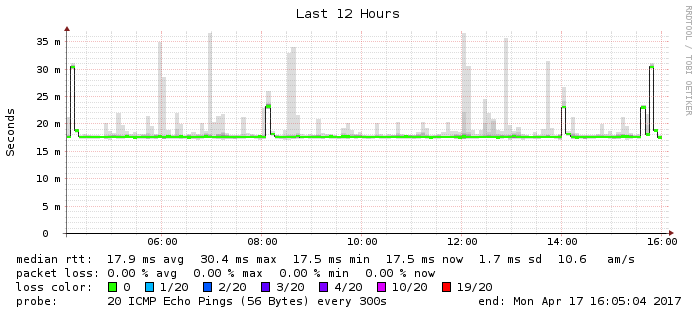 Last 12 Hours
RRDTOOL / TOBI OETIKER
Seconds
35 m
30 m
25 m
20 m
15 m
10 m
5 m
0
06:00 08:00 10:00 12:00 14:00 16:00
median rtt: 17.9 ms avg 30.4 ms max 17.5 ms min 17.5 ms now 1.7 ms sd 10.6 am/s
packet loss: 0.00 % avg 0.00 % max 0.00 % min 0.00 % now
loss color: 0 1/20 2/20 3/20 4/20 10/20 19/20
probe: 20 ICMP Echo Pings (56 Bytes) every 300s end: Mon Apr 17 16:05:04 2017